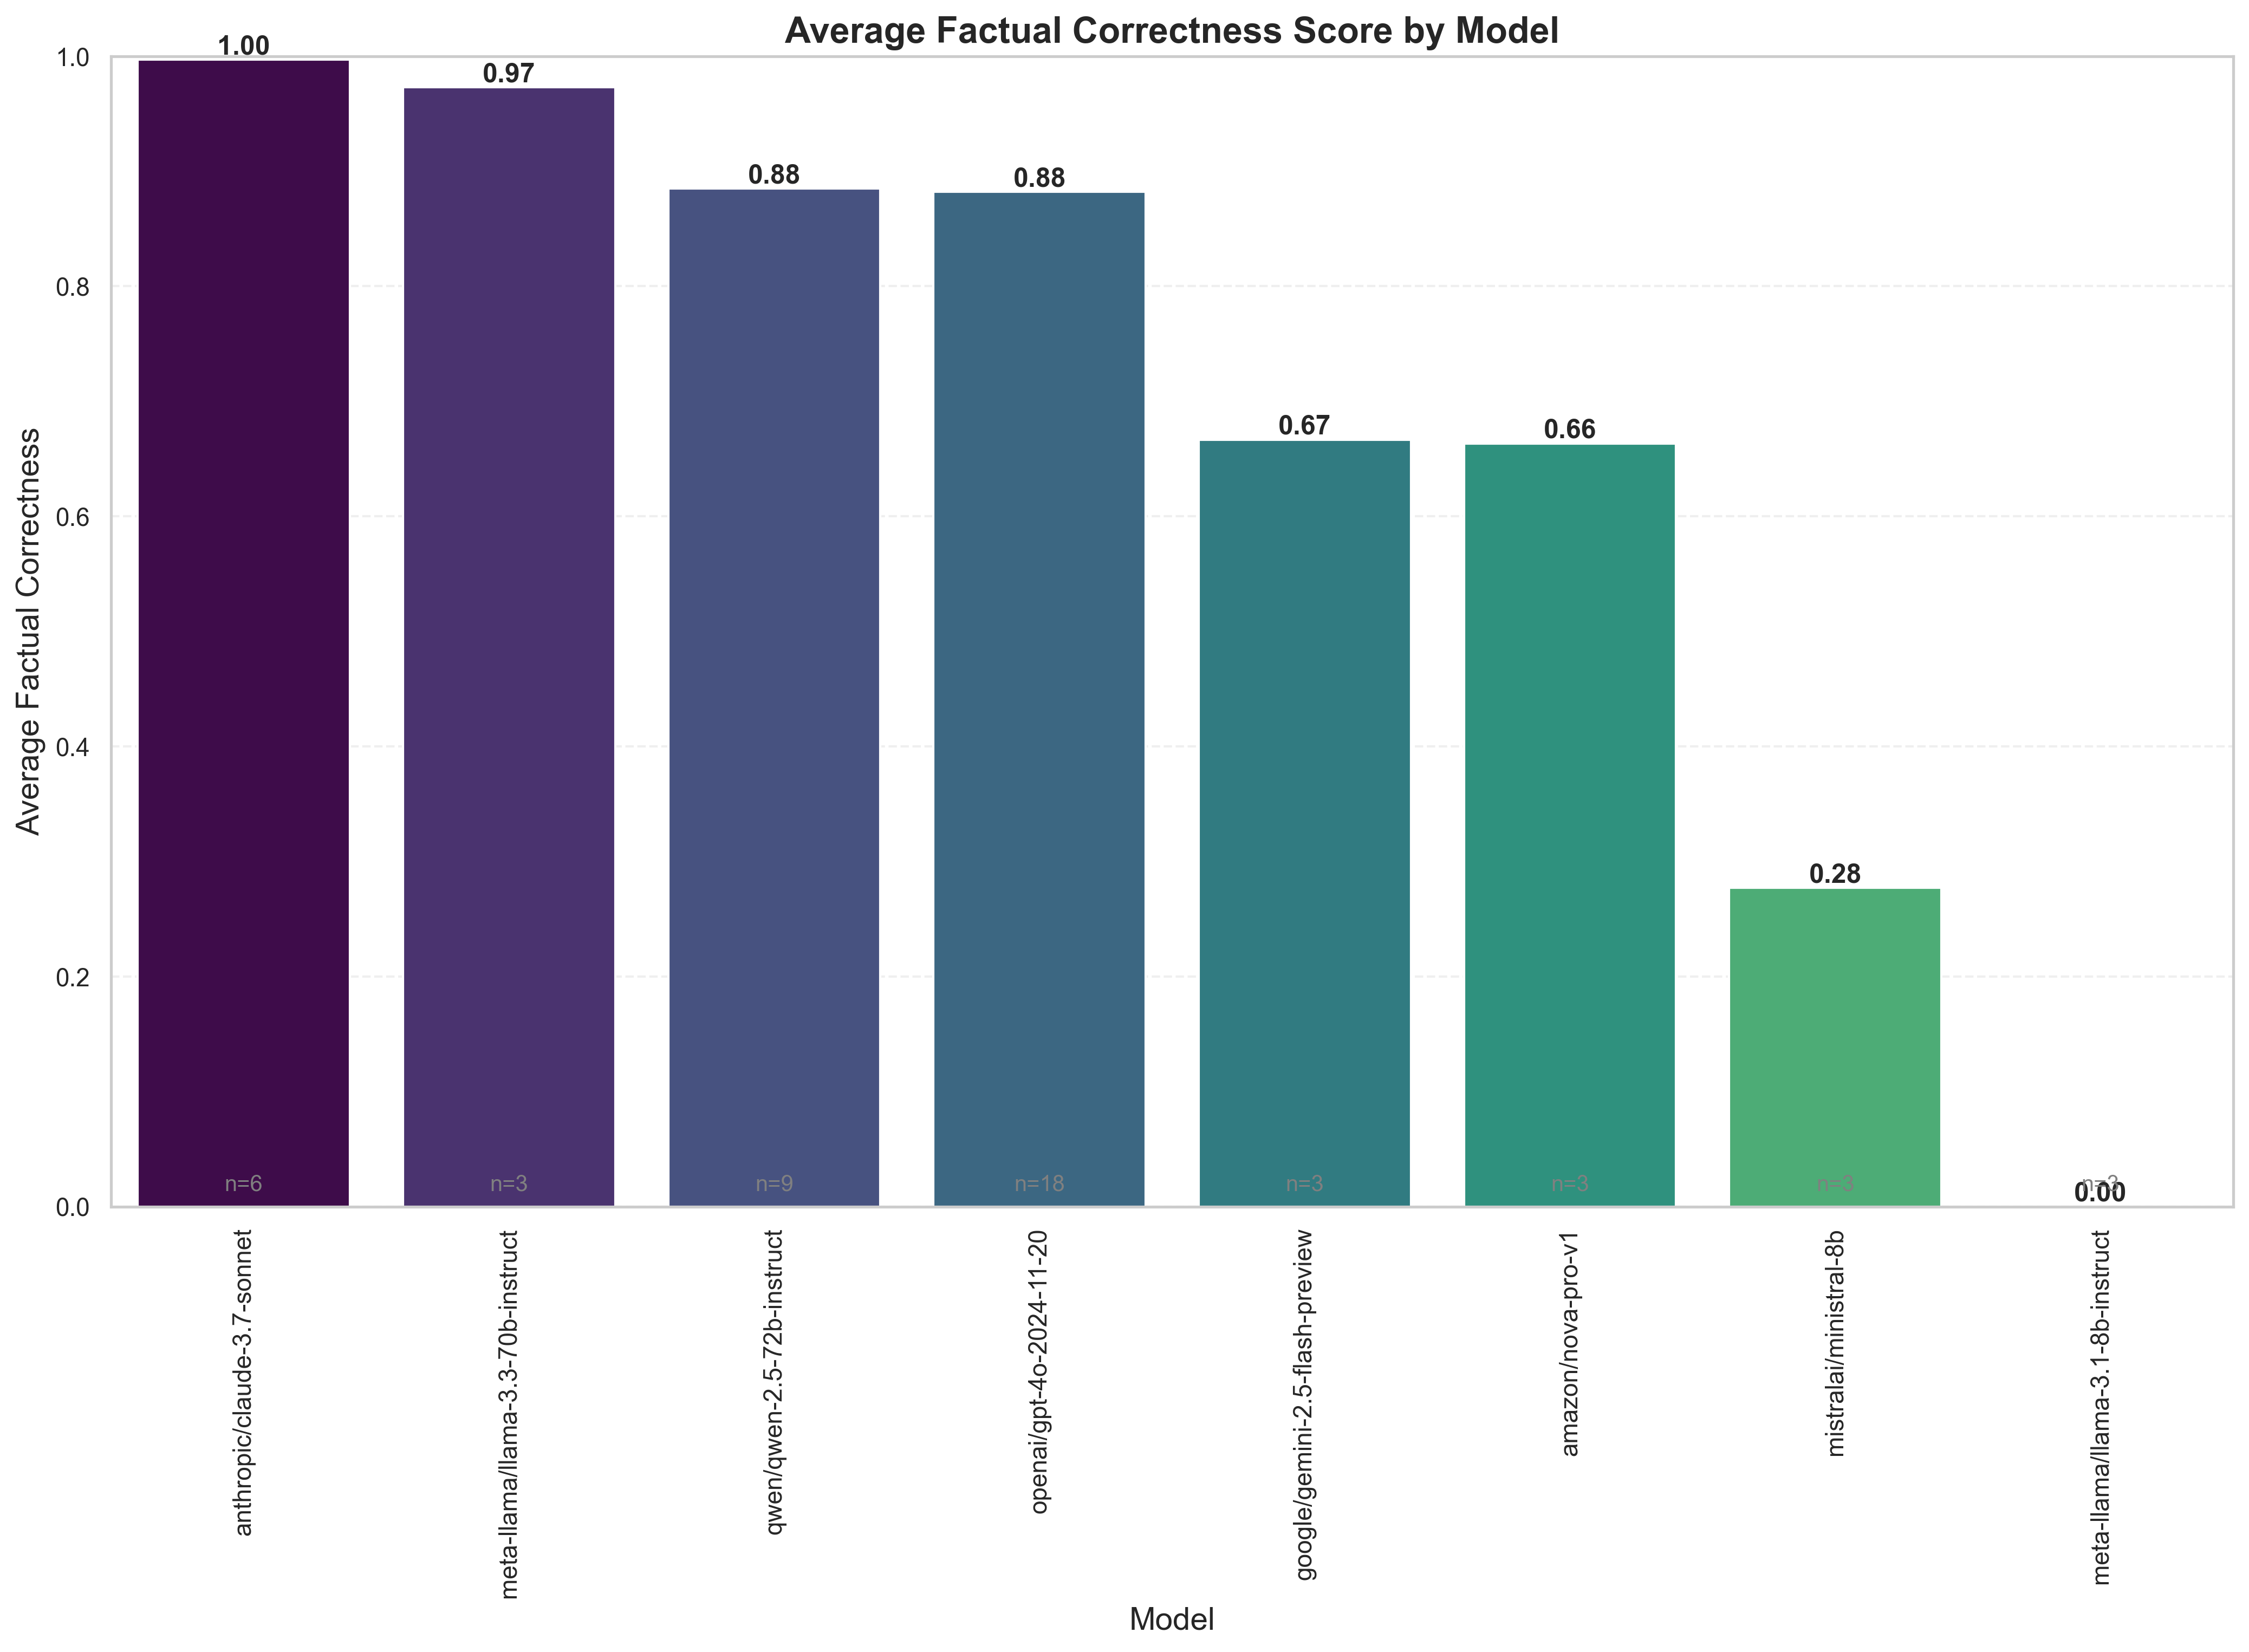 Average Factual Correctness Score by Model
Average Factual Correctness
1.0
0.8
0.6
0.4
0.2
0.0
1.00
0.97
0.88
0.88
0.67
0.66
0.28
0.00
n=6
n=3
n=9
n=18
n=3
n=3
n=3
n=3
anthropic/claude-3.7-sonnet
meta-llama/llama-3.3-70b-instruct
qwen/qwen-2.5-72b-instruct
openai/gpt-4o-2024-11-20
google/gemini-2.5-flash-preview
amazon/nova-pro-v1
mistralai/ministral-8b
meta-llama/llama-3.1-8b-instruct
Model